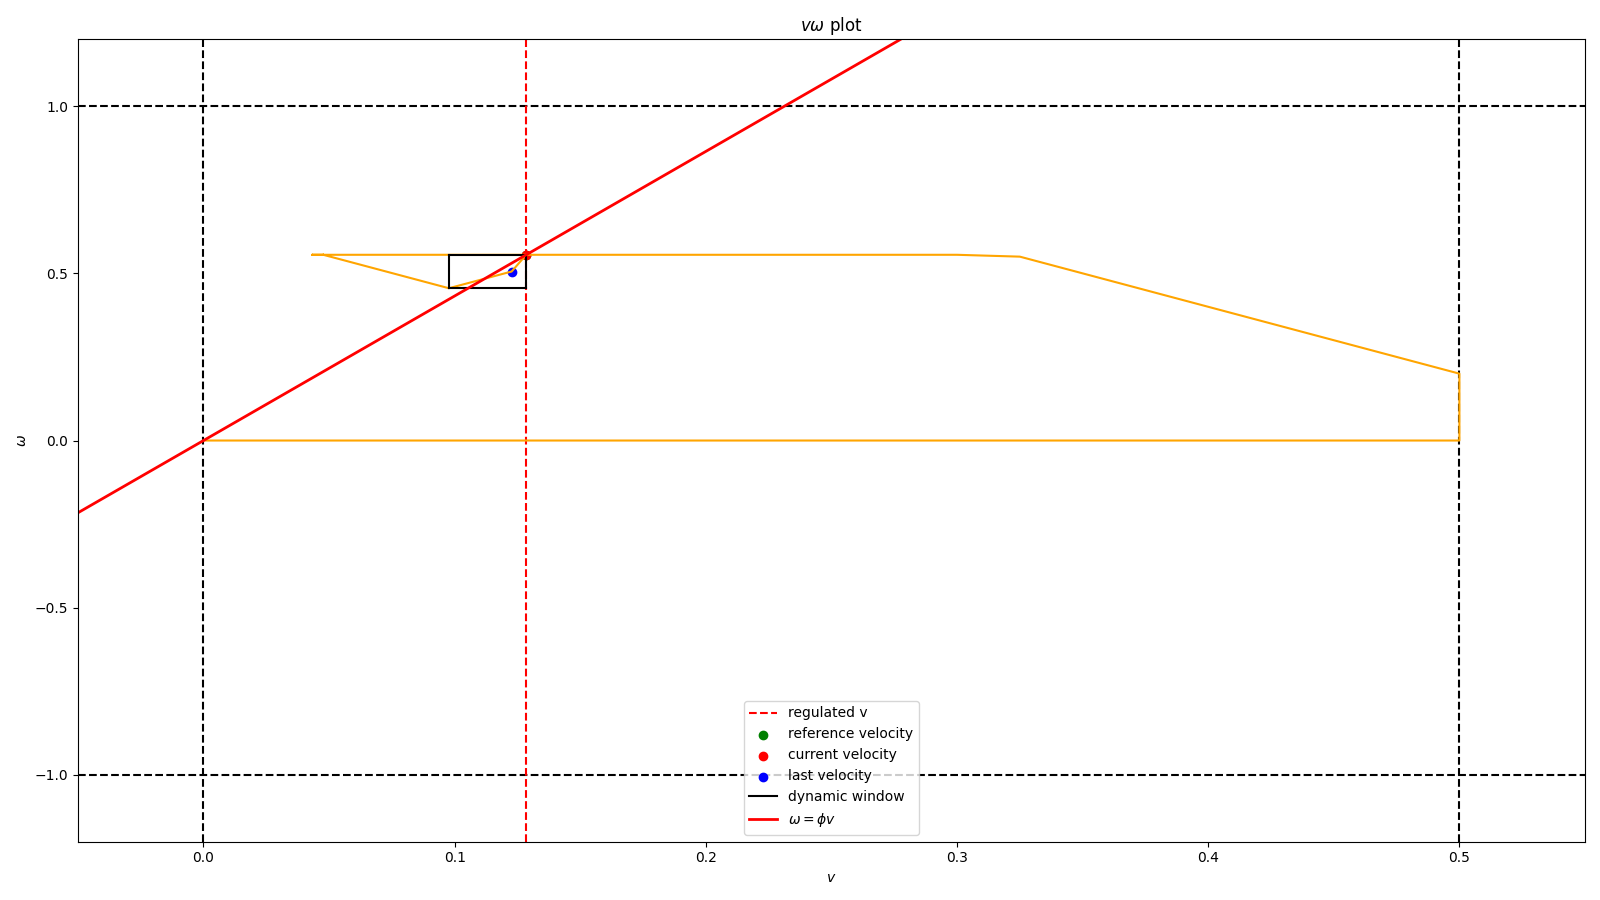 vω plot
1.0
0.5
0.0
−0.5
−1.0
ω
regulated v
reference velocity
current velocity
last velocity
dynamic window
ω = ϕv
0.0 0.1 0.2 0.3 0.4 0.5
v